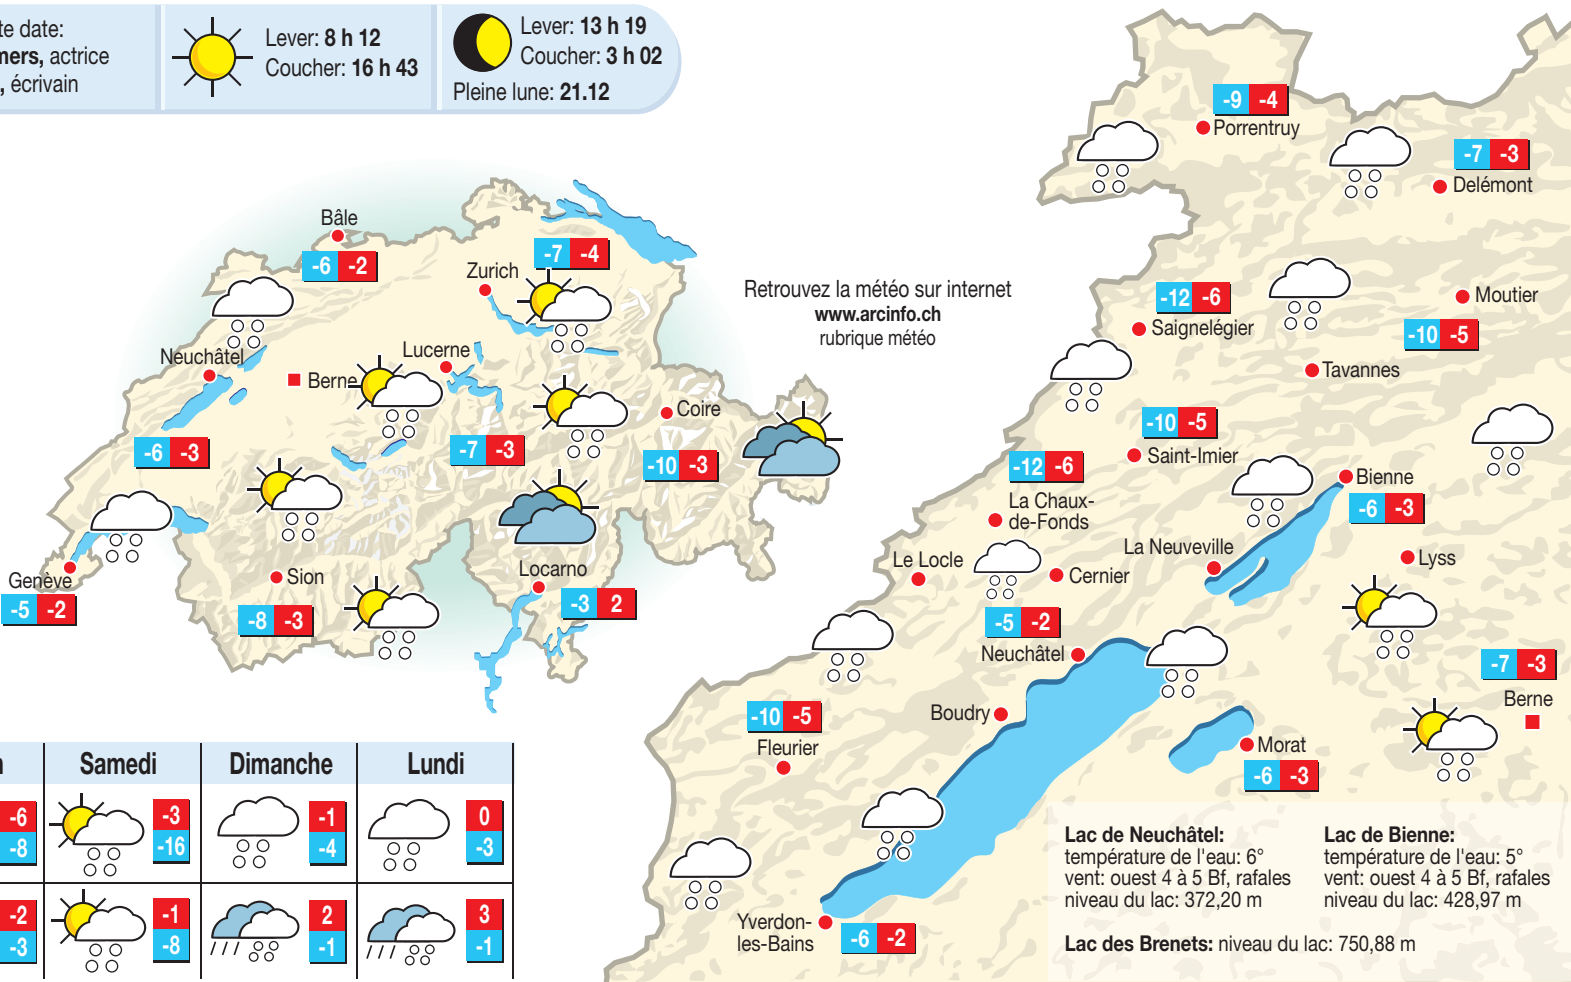 te date:
mers, actrice
, écrivain
Lever: 8 h 12
Coucher: 16 h 43
Lever: 13 h 19
Coucher: 3 h 02
Pleine lune: 21.12
Bâle
-6 -2
Zurich
-7 -4
Neuchâtel
-6 -3
Berne
Lucerne
-7 -3
Coire
-10 -3
Genève
-5 -2
Sion
-8 -3
Locarno
-3 2
Retrouvez la météo sur internet
www.arcinfo.ch
rubrique météo
-9 -4
Porrentruy
-7 -3
Delémont
-12 -6
Saignelégier
Moutier
-10 -5
Tavannes
-10 -5
Saint-Imier
-12 -6
La Chaux-
de-Fonds
Bienne
-6 -3
Le Locle
Cernier
La Neuveville
Lyss
-5 -2
Neuchâtel
-7 -3
Berne
-10 -5
Fleurier
Boudry
Morat
-6 -3
Yverdon-
les-Bains
-6 -2
n
Samedi
Dimanche
Lundi
-6
-8
-3
-16
-1
-4
0
-3
-2
-3
-1
-8
2
-1
3
-1
Lac de Neuchâtel:
température de l'eau: 6°
vent: ouest 4 à 5 Bf, rafales
niveau du lac: 372,20 m
Lac de Bienne:
température de l'eau: 5°
vent: ouest 4 à 5 Bf, rafales
niveau du lac: 428,97 m
Lac des Brenets: niveau du lac: 750,88 m